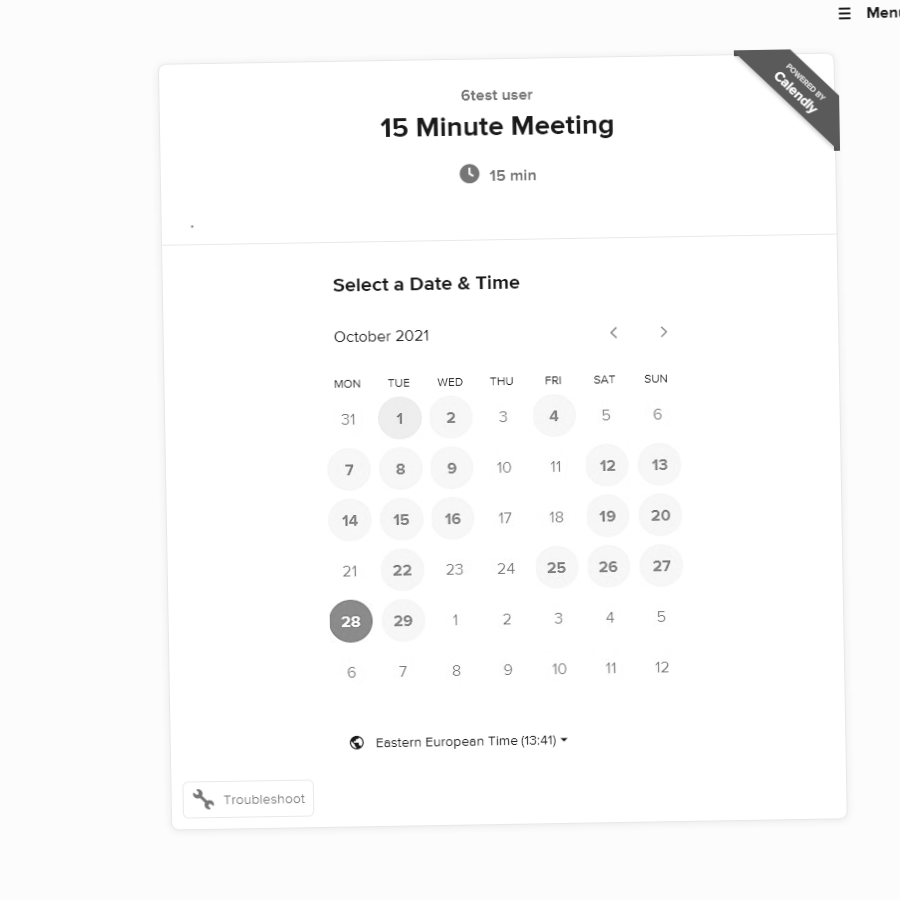 ☰ Menu
POWERED BY
Calendly
6test user
15 Minute Meeting
15 min
.
Select a Date & Time
October 2021
MON TUE WED THU FRI SAT SUN
31 1 2 3 4 5 6
7 8 9 10 11 12 13
14 15 16 17 18 19 20
21 22 23 24 25 26 27
28 29 1 2 3 4 5
6 7 8 9 10 11 12
Eastern European Time (13:41)
Troubleshoot